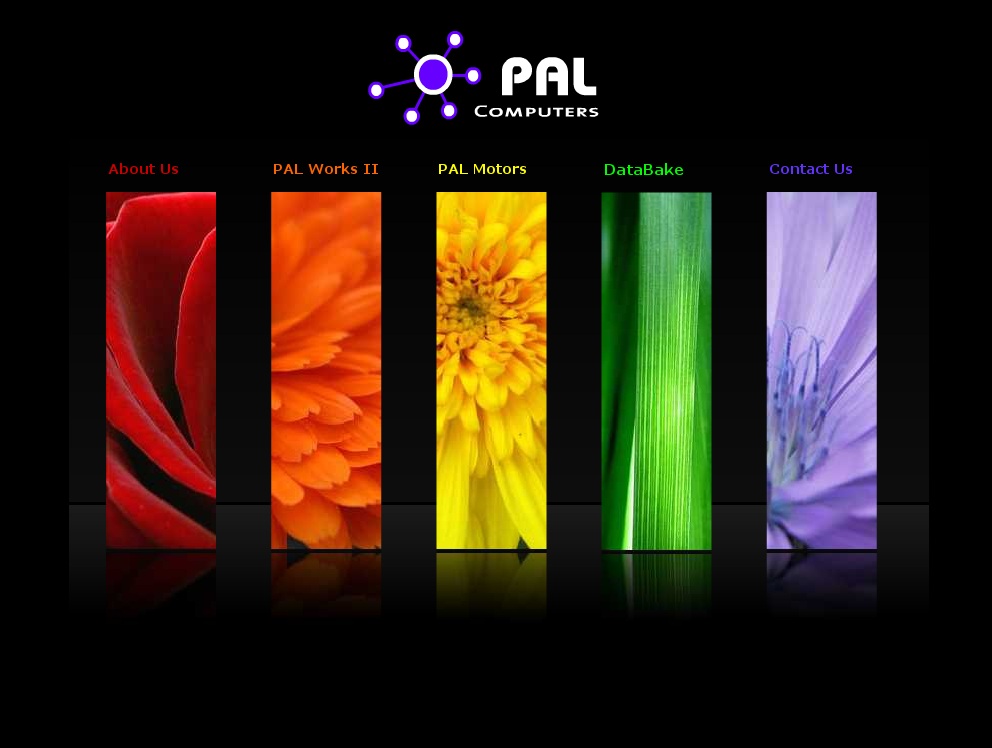 PAL
COMPUTERS
About Us
PAL Works II
PAL Motors
DataBake
Contact Us